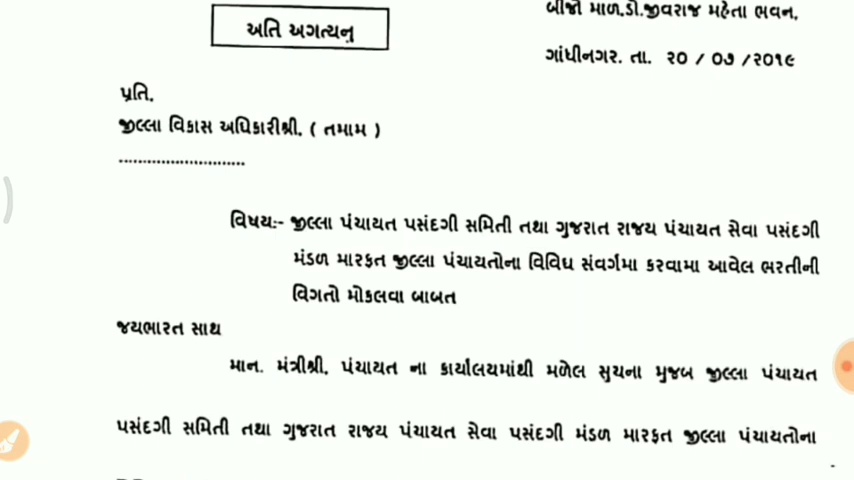 બીજો માળ.ડો.જીવરાજ મહેતા ભવન,
અતિ અગત્યનુ
ગાંધીનગર. તા. ૨૦ / ૦૭ /૨૦૧૯
પ્રતિ,
જીલ્લા વિકાસ અધિકારીશ્રી. ( તમામ )
...........................
વિષયઃ- જીલ્લા પંચાયત પસંદગી સમિતી તથા ગુજરાત રાજય પંચાયત સેવા પસંદગી
મંડળ મારફત જીલ્લા પંચાયતોના વિવિધ સંવર્ગમા કરવામા આવેલ ભરતીની
વિગતો મોકલવા બાબત
જયભારત સાથ
માન. મંત્રીશ્રી, પંચાયત ના કાર્યાલયમાંથી મળેલ સુચના મુજબ જીલ્લા પંચાયત
પસંદગી સમિતી તથા ગુજરાત રાજય પંચાયત સેવા પસંદગી મંડળ મારફત જીલ્લા પંચાયતોના